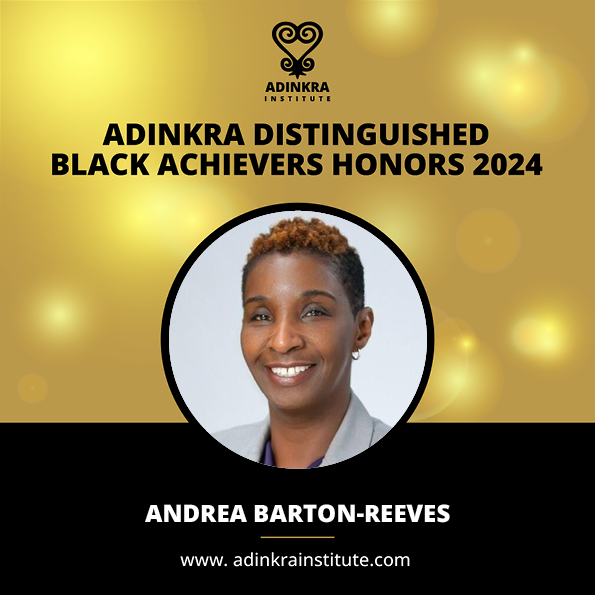 ADINKRA
INSTITUTE
ADINKRA DISTINGUISHED
BLACK ACHIEVERS HONORS 2024
ANDREA BARTON-REEVES
www. adinkrainstitute.com